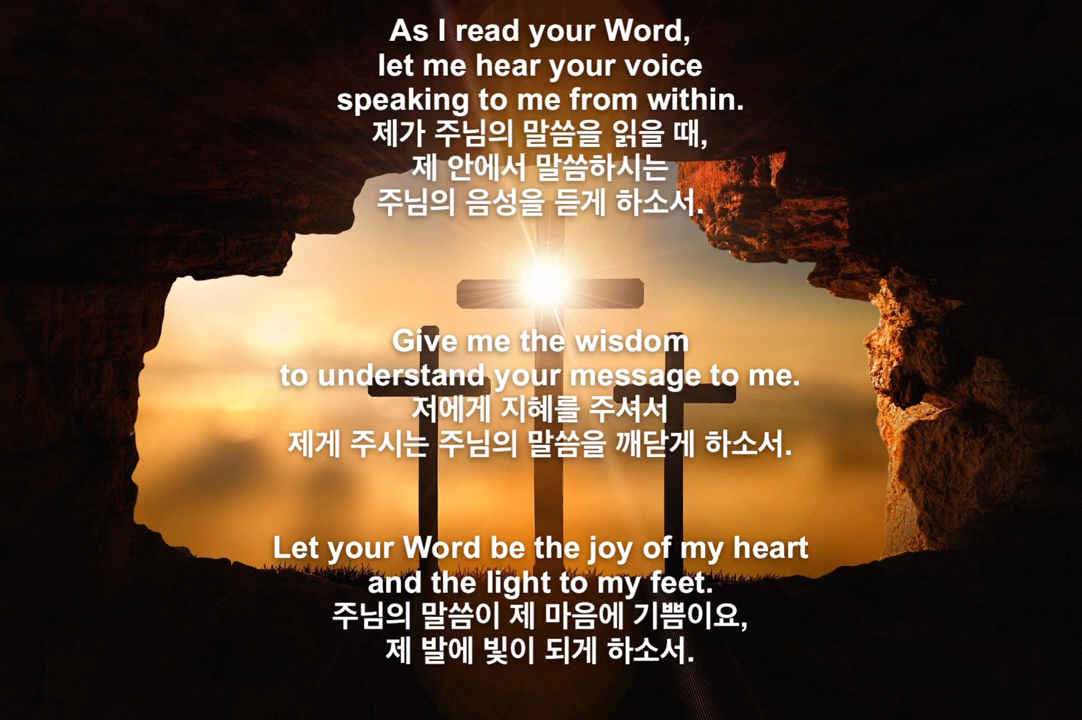 As I read your Word,
let me hear your voice
speaking to me from within.
제가 주님의 말씀을 읽을 때,
제 안에서 말씀하시는
주님의 음성을 듣게 하소서.
Give me the wisdom
to understand your message to me.
저에게 지혜를 주셔서
제게 주시는 주님의 말씀을 깨닫게 하소서.
Let your Word be the joy of my heart
and the light to my feet.
주님의 말씀이 제 마음에 기쁨이요,
제 발에 빛이 되게 하소서.